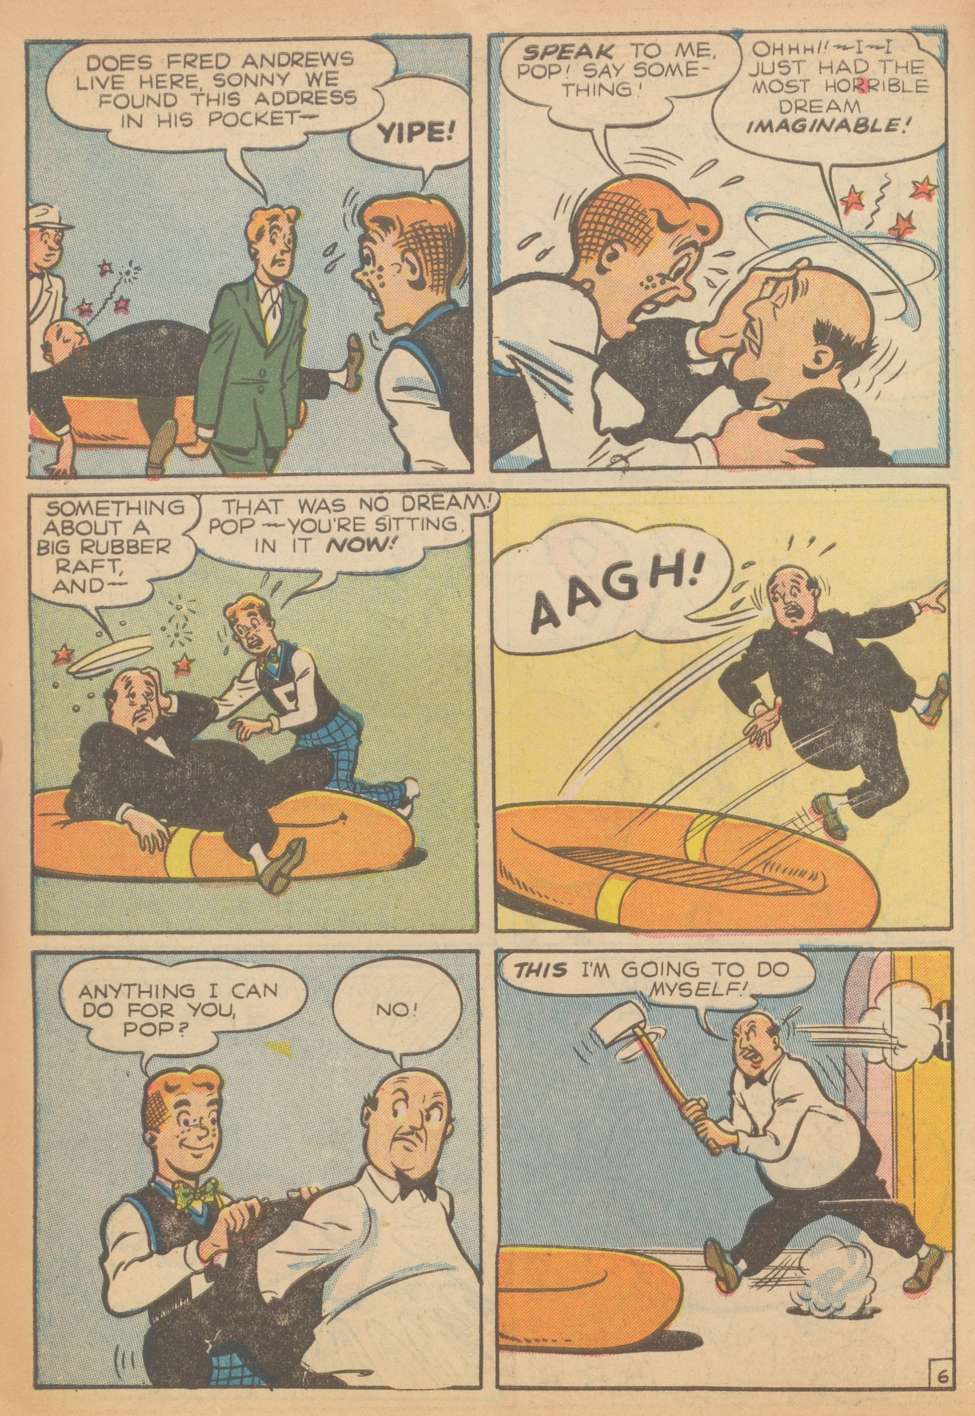 DOES FRED ANDREWS
LIVE HERE, SONNY WE
FOUND THIS ADDRESS
IN HIS POCKET—
YIPE!
SPEAK TO ME,
POP! SAY SOME-
THING!
OHHH!! ~I~I
JUST HAD THE
MOST HORRIBLE
DREAM
IMAGINABLE!
SOMETHING
ABOUT A
BIG RUBBER
RAFT,
AND—
THAT WAS NO DREAM!
POP —YOU'RE SITTING
IN IT NOW!
AAGH!
ANYTHING I CAN
DO FOR YOU,
POP?
NO!
THIS I'M GOING TO DO
MYSELF!
6